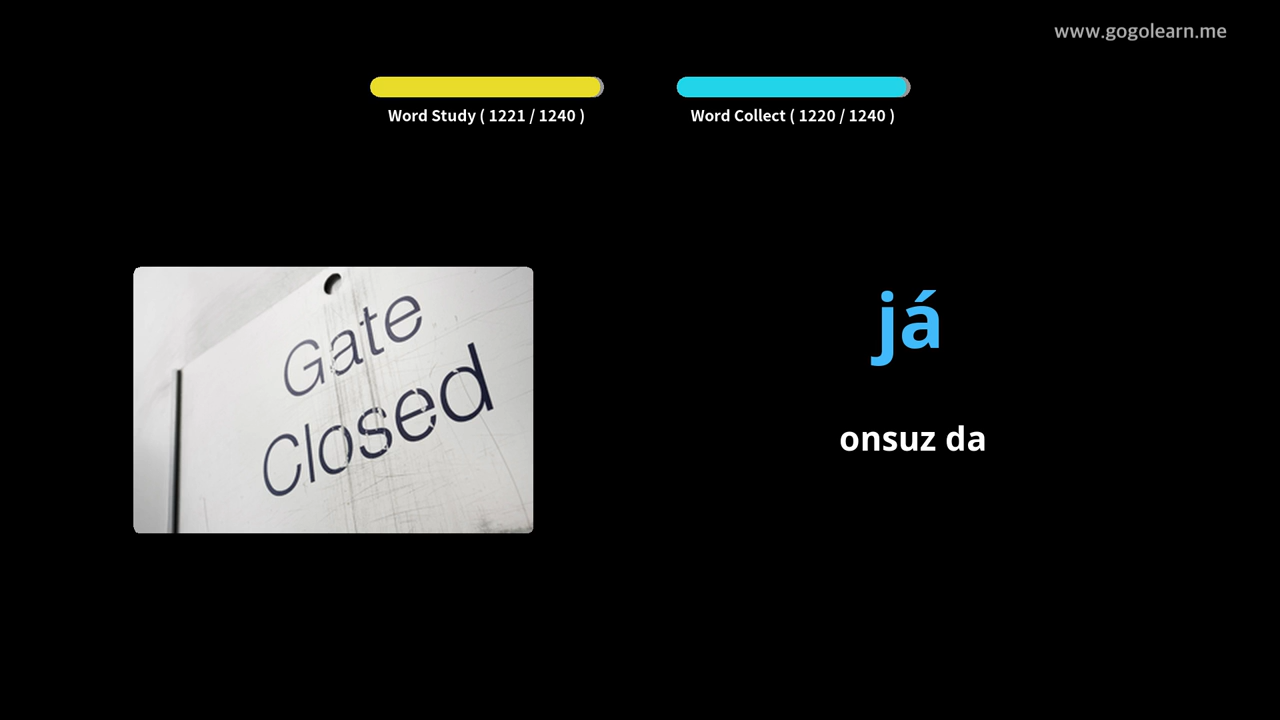 www.gogolearn.me
Word Study ( 1221 / 1240 )
Word Collect ( 1220 / 1240 )
Gate
Closed
já
onsuz da